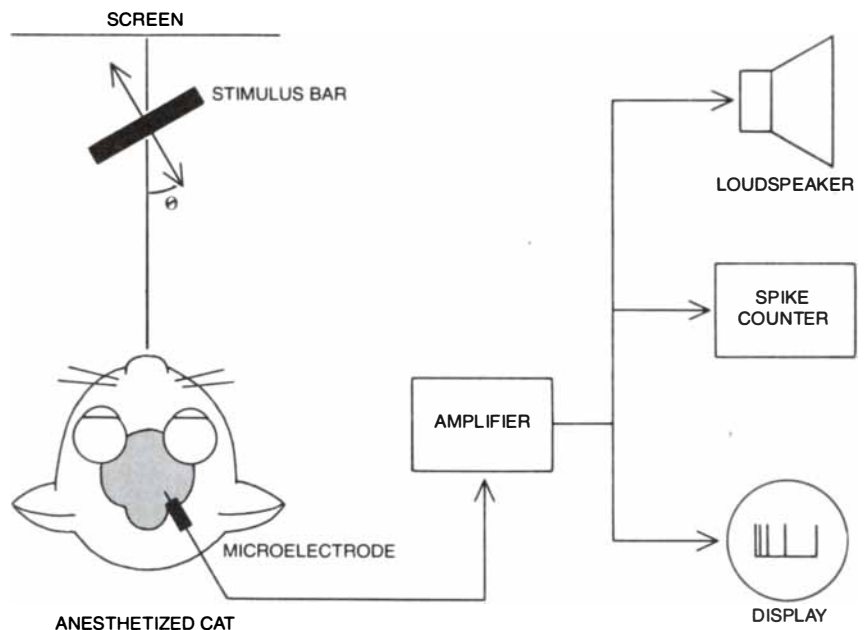 SCREEN
STIMULUS BAR
Θ
LOUDSPEAKER
SPIKE
COUNTER
AMPLIFIER
MICROELECTRODE
ANESTHETIZED CAT
DISPLAY